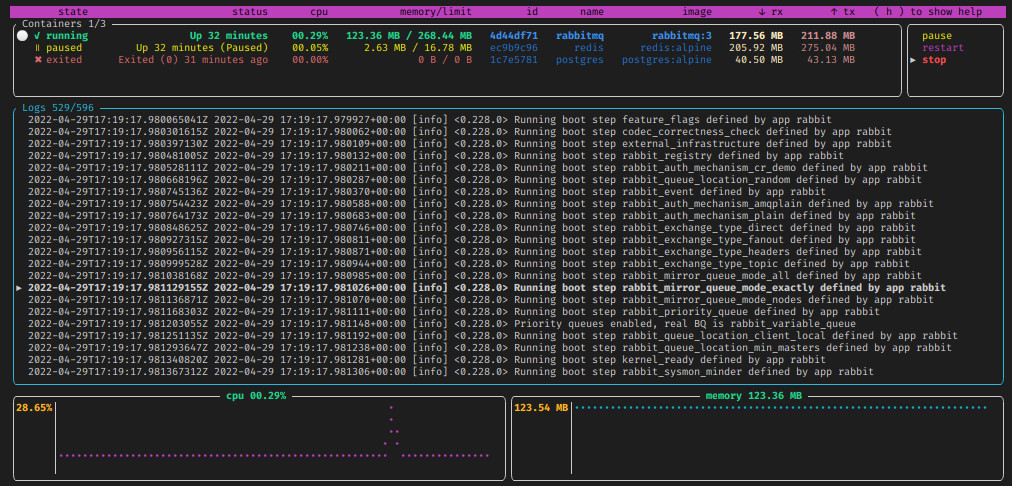 state status cpu memory/limit id name image ↓ rx ↑ tx ( h ) to show help
Containers 1/3
✓ running Up 32 minutes 00.29% 123.36 MB / 268.44 MB 4d44df71 rabbitmq rabbitmq:3 177.56 MB 211.88 MB
॥ paused Up 32 minutes (Paused) 00.05% 2.63 MB / 16.78 MB ec9b9c96 redis redis:alpine 205.92 MB 275.04 MB
✖ exited Exited (0) 31 minutes ago 00.00% 0 B / 0 B 1c7e5781 postgres postgres:alpine 40.50 MB 43.13 MB
pause
restart
▶ stop
Logs 529/596
2022-04-29T17:19:17.980065041Z 2022-04-29 17:19:17.979927+00:00 [info] <0.228.0> Running boot step feature_flags defined by app rabbit
2022-04-29T17:19:17.980301615Z 2022-04-29 17:19:17.980062+00:00 [info] <0.228.0> Running boot step codec_correctness_check defined by app rabbit
2022-04-29T17:19:17.980397130Z 2022-04-29 17:19:17.980109+00:00 [info] <0.228.0> Running boot step external_infrastructure defined by app rabbit
2022-04-29T17:19:17.980481005Z 2022-04-29 17:19:17.980132+00:00 [info] <0.228.0> Running boot step rabbit_registry defined by app rabbit
2022-04-29T17:19:17.980528111Z 2022-04-29 17:19:17.980211+00:00 [info] <0.228.0> Running boot step rabbit_auth_mechanism_cr_demo defined by app rabbit
2022-04-29T17:19:17.980668196Z 2022-04-29 17:19:17.980287+00:00 [info] <0.228.0> Running boot step rabbit_queue_location_random defined by app rabbit
2022-04-29T17:19:17.980745136Z 2022-04-29 17:19:17.980370+00:00 [info] <0.228.0> Running boot step rabbit_event defined by app rabbit
2022-04-29T17:19:17.980754423Z 2022-04-29 17:19:17.980588+00:00 [info] <0.228.0> Running boot step rabbit_auth_mechanism_amqplain defined by app rabbit
2022-04-29T17:19:17.980764173Z 2022-04-29 17:19:17.980683+00:00 [info] <0.228.0> Running boot step rabbit_auth_mechanism_plain defined by app rabbit
2022-04-29T17:19:17.980848625Z 2022-04-29 17:19:17.980746+00:00 [info] <0.228.0> Running boot step rabbit_exchange_type_direct defined by app rabbit
2022-04-29T17:19:17.980927315Z 2022-04-29 17:19:17.980811+00:00 [info] <0.228.0> Running boot step rabbit_exchange_type_fanout defined by app rabbit
2022-04-29T17:19:17.980956115Z 2022-04-29 17:19:17.980871+00:00 [info] <0.228.0> Running boot step rabbit_exchange_type_headers defined by app rabbit
2022-04-29T17:19:17.980999528Z 2022-04-29 17:19:17.980944+00:00 [info] <0.228.0> Running boot step rabbit_exchange_type_topic defined by app rabbit
2022-04-29T17:19:17.981038168Z 2022-04-29 17:19:17.980985+00:00 [info] <0.228.0> Running boot step rabbit_mirror_queue_mode_all defined by app rabbit
▶ 2022-04-29T17:19:17.981129155Z 2022-04-29 17:19:17.981026+00:00 [info] <0.228.0> Running boot step rabbit_mirror_queue_mode_exactly defined by app rabbit
2022-04-29T17:19:17.981136871Z 2022-04-29 17:19:17.981070+00:00 [info] <0.228.0> Running boot step rabbit_mirror_queue_mode_nodes defined by app rabbit
2022-04-29T17:19:17.981168303Z 2022-04-29 17:19:17.981111+00:00 [info] <0.228.0> Running boot step rabbit_priority_queue defined by app rabbit
2022-04-29T17:19:17.981203055Z 2022-04-29 17:19:17.981148+00:00 [info] <0.228.0> Priority queues enabled, real BQ is rabbit_variable_queue
2022-04-29T17:19:17.981251135Z 2022-04-29 17:19:17.981192+00:00 [info] <0.228.0> Running boot step rabbit_queue_location_client_local defined by app rabbit
2022-04-29T17:19:17.981293647Z 2022-04-29 17:19:17.981238+00:00 [info] <0.228.0> Running boot step rabbit_queue_location_min_masters defined by app rabbit
2022-04-29T17:19:17.981340820Z 2022-04-29 17:19:17.981281+00:00 [info] <0.228.0> Running boot step kernel_ready defined by app rabbit
2022-04-29T17:19:17.981367312Z 2022-04-29 17:19:17.981306+00:00 [info] <0.228.0> Running boot step rabbit_sysmon_minder defined by app rabbit
cpu 00.29%
28.65%
memory 123.36 MB
123.54 MB